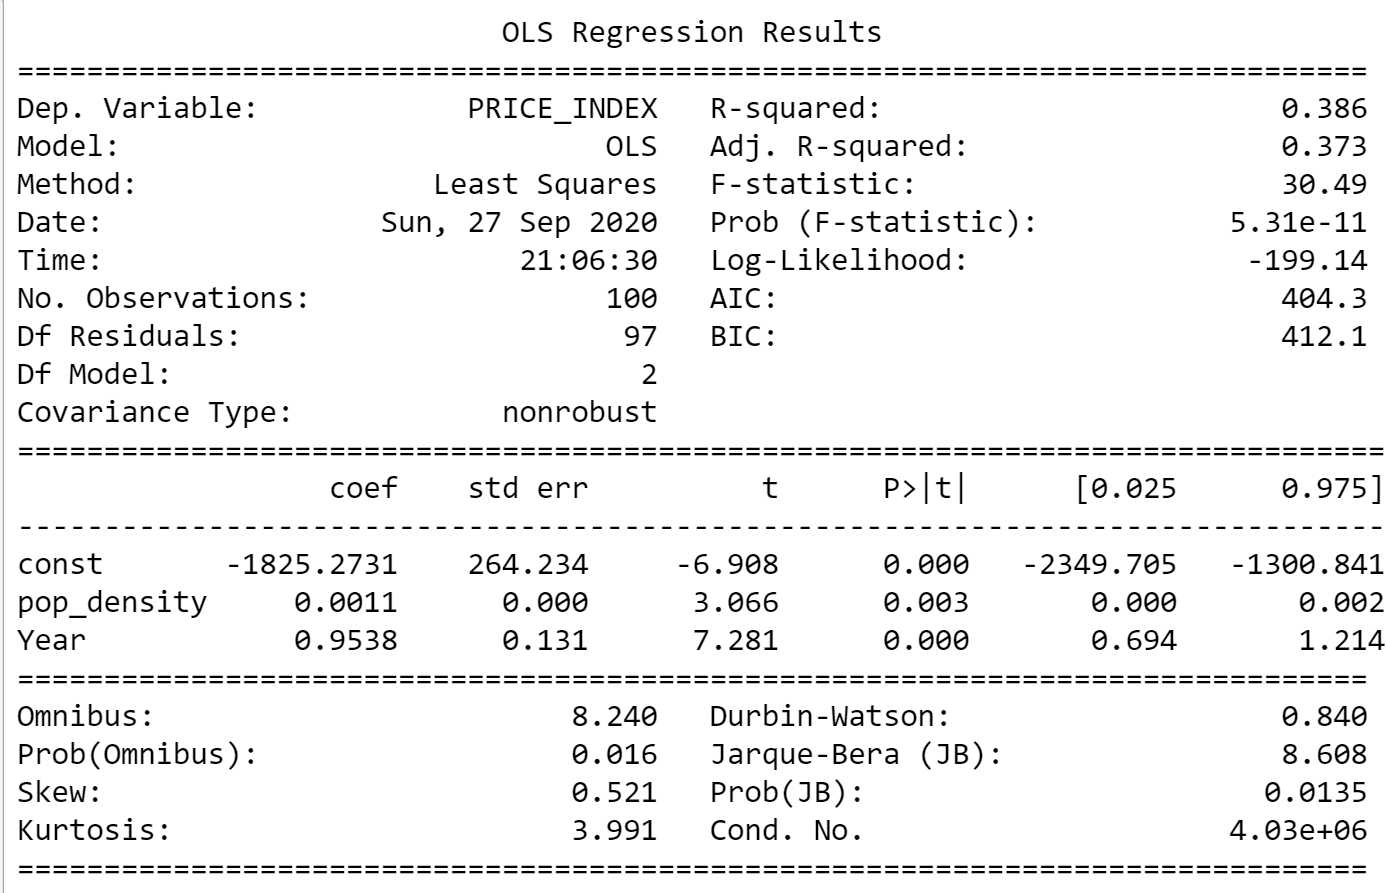 OLS Regression Results
==============================================================================
Dep. Variable: PRICE_INDEX R-squared: 0.386
Model: OLS Adj. R-squared: 0.373
Method: Least Squares F-statistic: 30.49
Date: Sun, 27 Sep 2020 Prob (F-statistic): 5.31e-11
Time: 21:06:30 Log-Likelihood: -199.14
No. Observations: 100 AIC: 404.3
Df Residuals: 97 BIC: 412.1
Df Model: 2
Covariance Type: nonrobust
===============================================================================
coef std err t P>|t| [0.025 0.975]
-------------------------------------------------------------------------------
const -1825.2731 264.234 -6.908 0.000 -2349.705 -1300.841
pop_density 0.0011 0.000 3.066 0.003 0.000 0.002
Year 0.9538 0.131 7.281 0.000 0.694 1.214
==============================================================================
Omnibus: 8.240 Durbin-Watson: 0.840
Prob(Omnibus): 0.016 Jarque-Bera (JB): 8.608
Skew: 0.521 Prob(JB): 0.0135
Kurtosis: 3.991 Cond. No. 4.03e+06
==============================================================================